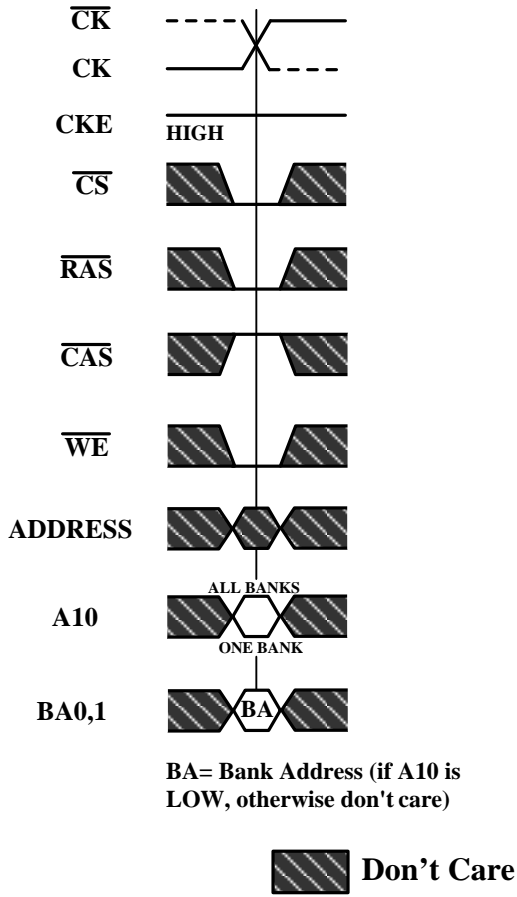 CK
CK
CKE
HIGH
CS
RAS
CAS
WE
ADDRESS
ALL BANKS
A10
ONE BANK
BA0,1
BA
BA= Bank Address (if A10 is
LOW, otherwise don't care)
Don't Care